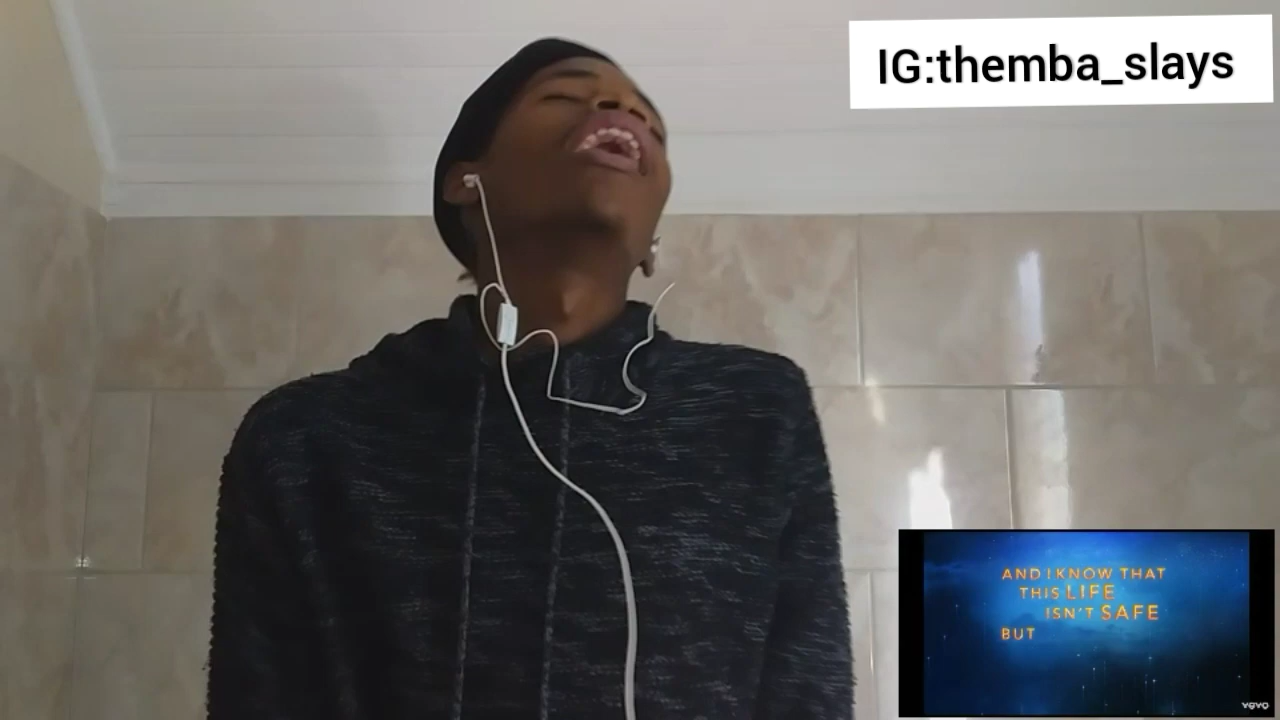 IG:themba_slays
AND I KNOW THAT
THIS LIFE
ISN'T SAFE
BUT
vevo